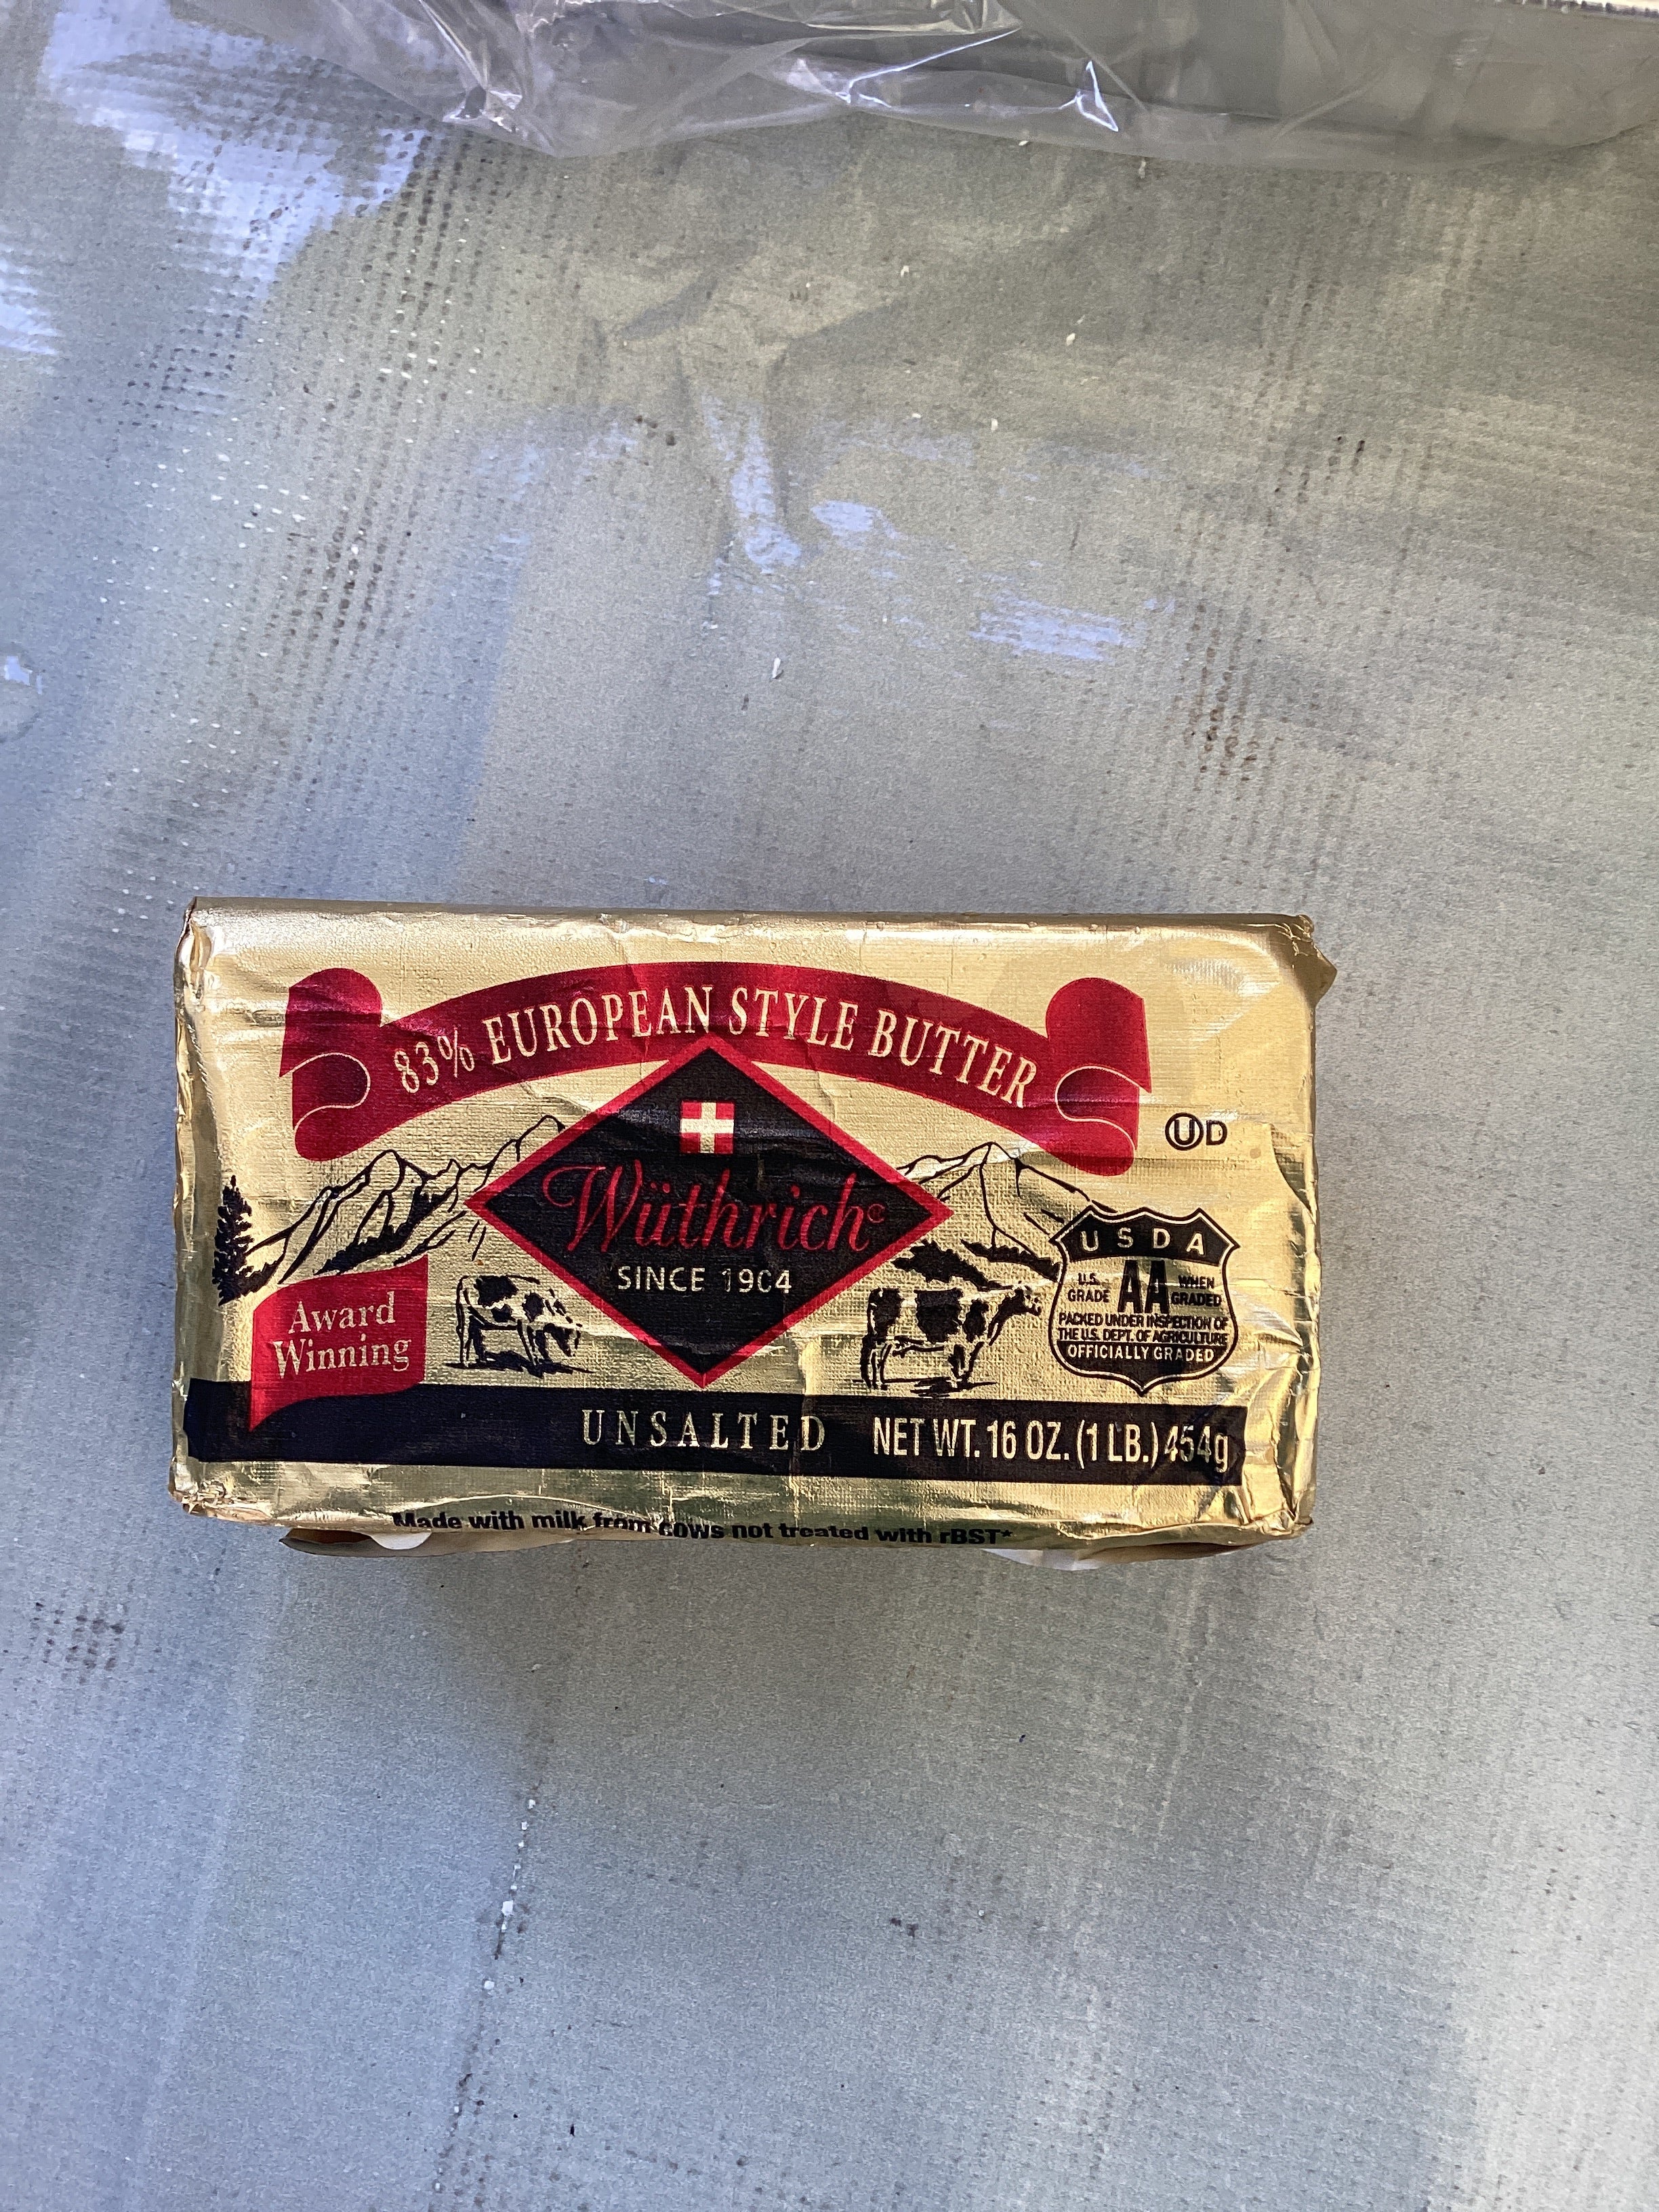 83% EUROPEAN STYLE BUTTER
Wüthrich®
SINCE 1904
Award
Winning
UD
USDA
U.S. GRADE AA WHEN GRADED
PACKED UNDER INSPECTION OF
THE U.S. DEPT. OF AGRICULTURE
OFFICIALLY GRADED
UNSALTED NET WT. 16 OZ. (1 LB.) 454g
Made with milk from cows not treated with rBST*